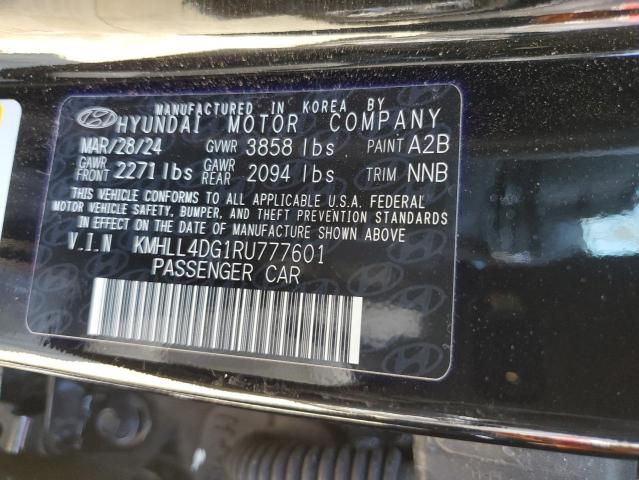 MANUFACTURED IN KOREA BY
HYUNDAI MOTOR COMPANY
MAR/28/24 GVWR 3858 lbs PAINT A2B
GAWR FRONT 2271 lbs GAWR REAR 2094 lbs TRIM NNB
THIS VEHICLE CONFORMS TO ALL APPLICABLE U.S.A. FEDERAL
MOTOR VEHICLE SAFETY, BUMPER, AND THEFT PREVENTION STANDARDS
IN EFFECT ON THE DATE OF MANUFACTURE SHOWN ABOVE
V.I.N KMHLL4DG1RU777601
PASSENGER CAR